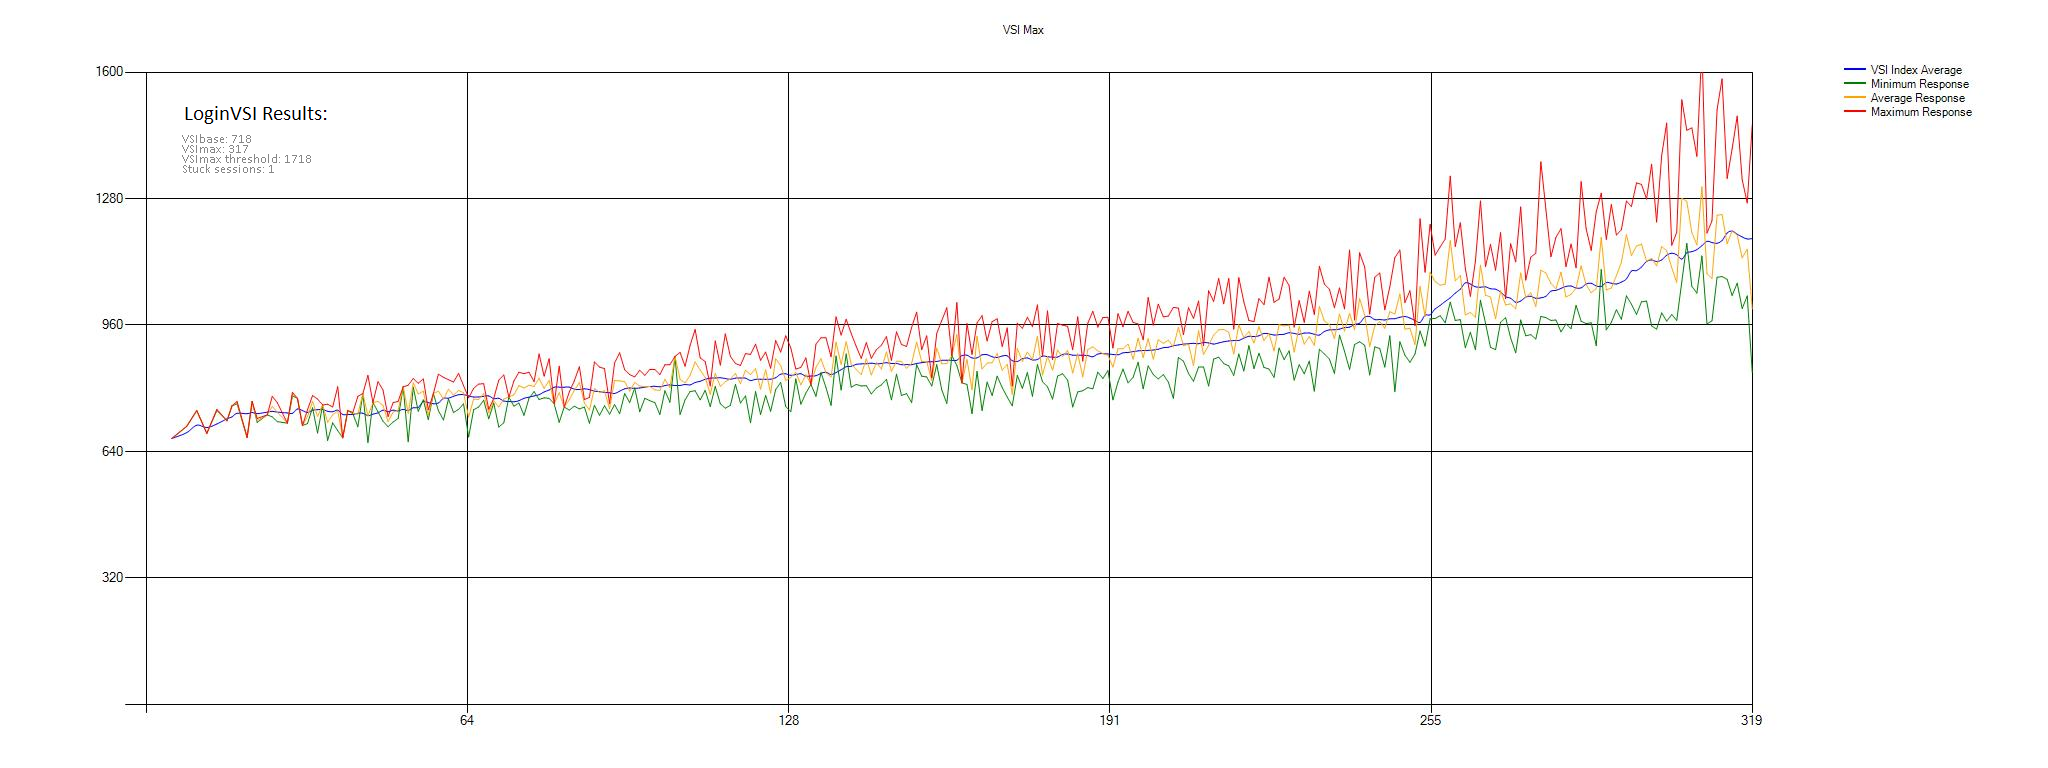 VSI Max
1600
1280
960
640
320
LoginVSI Results:
VSIbase: 718
VSImax: 317
VSImax threshold: 1718
Stuck sessions: 1
VSI Index Average
Minimum Response
Average Response
Maximum Response
64
128
191
255
319